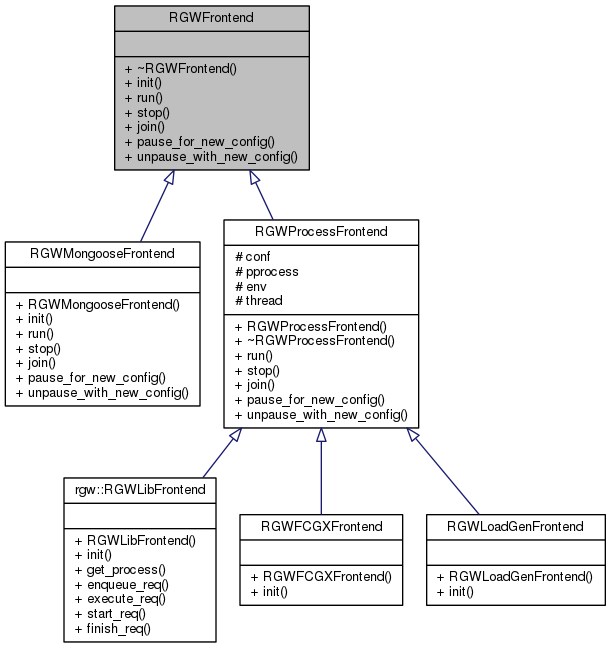 RGWFrontend
+ ~RGWFrontend()
+ init()
+ run()
+ stop()
+ join()
+ pause_for_new_config()
+ unpause_with_new_config()
RGWMongooseFrontend
+ RGWMongooseFrontend()
+ init()
+ run()
+ stop()
+ join()
+ pause_for_new_config()
+ unpause_with_new_config()
RGWProcessFrontend
# conf
# pprocess
# env
# thread
+ RGWProcessFrontend()
+ ~RGWProcessFrontend()
+ run()
+ stop()
+ join()
+ pause_for_new_config()
+ unpause_with_new_config()
rgw::RGWLibFrontend
+ RGWLibFrontend()
+ init()
+ get_process()
+ enqueue_req()
+ execute_req()
+ start_req()
+ finish_req()
RGWFCGXFrontend
+ RGWFCGXFrontend()
+ init()
RGWLoadGenFrontend
+ RGWLoadGenFrontend()
+ init()